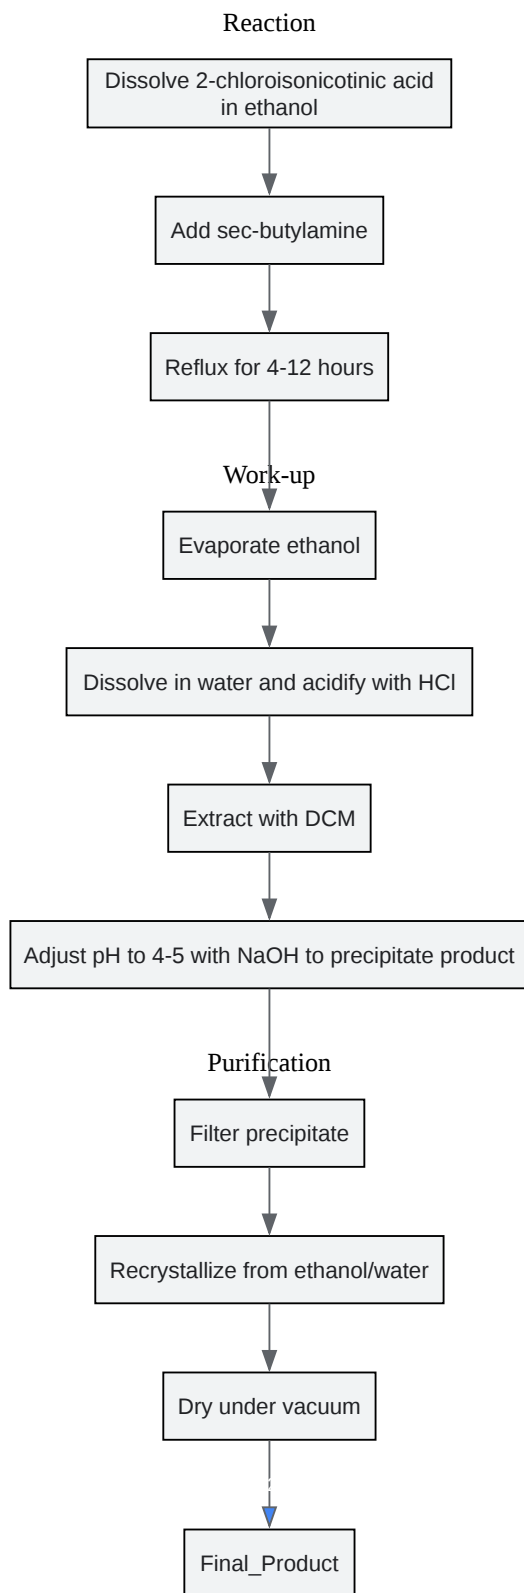 Reaction
Dissolve 2-chloroisonicotinic acid
in ethanol
Add sec-butylamine
Reflux for 4-12 hours
Work-up
Evaporate ethanol
Dissolve in water and acidify with HCl
Extract with DCM
Adjust pH to 4-5 with NaOH to precipitate product
Purification
Filter precipitate
Recrystallize from ethanol/water
Dry under vacuum
Final_Product